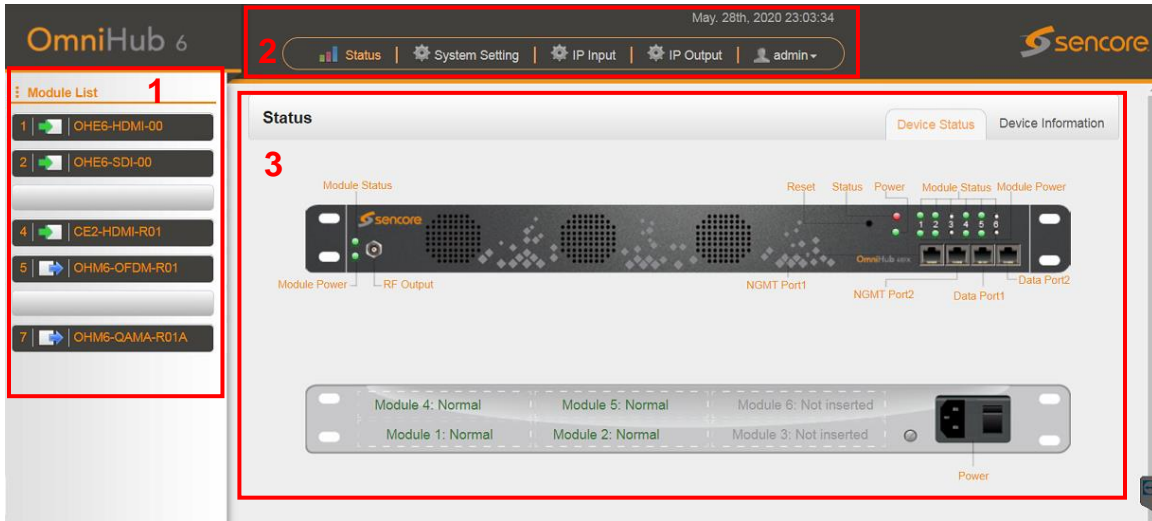 OmniHub 6
May. 28th, 2020 23:03:34
2
Status | System Setting | IP Input | IP Output | admin
sencore
Module List
1
1 | OHE6-HDMI-00
2 | OHE6-SDI-00
4 | CE2-HDMI-R01
5 | OHM6-OFDM-R01
7 | OHM6-QAMA-R01A
Status
Device Status
Device Information
3
Module Status
Reset
Status
Power
Module Status
Module Power
sencore
1 2 3 4 5 6
OmniHub
Module Power
RF Output
NGMT Port1
NGMT Port2
Data Port1
Data Port2
Module 4: Normal
Module 5: Normal
Module 6: Not inserted
Module 1: Normal
Module 2: Normal
Module 3: Not inserted
Power